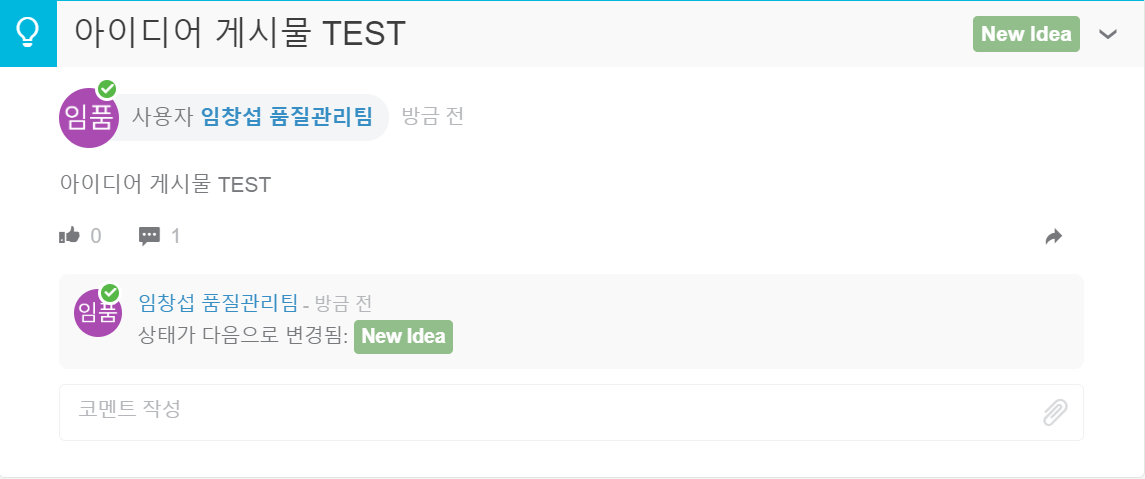 아이디어 게시물 TEST
New Idea
임품
사용자 임창섭 품질관리팀 방금 전
아이디어 게시물 TEST
0 1
임품
임창섭 품질관리팀 - 방금 전
상태가 다음으로 변경됨: New Idea
코멘트 작성